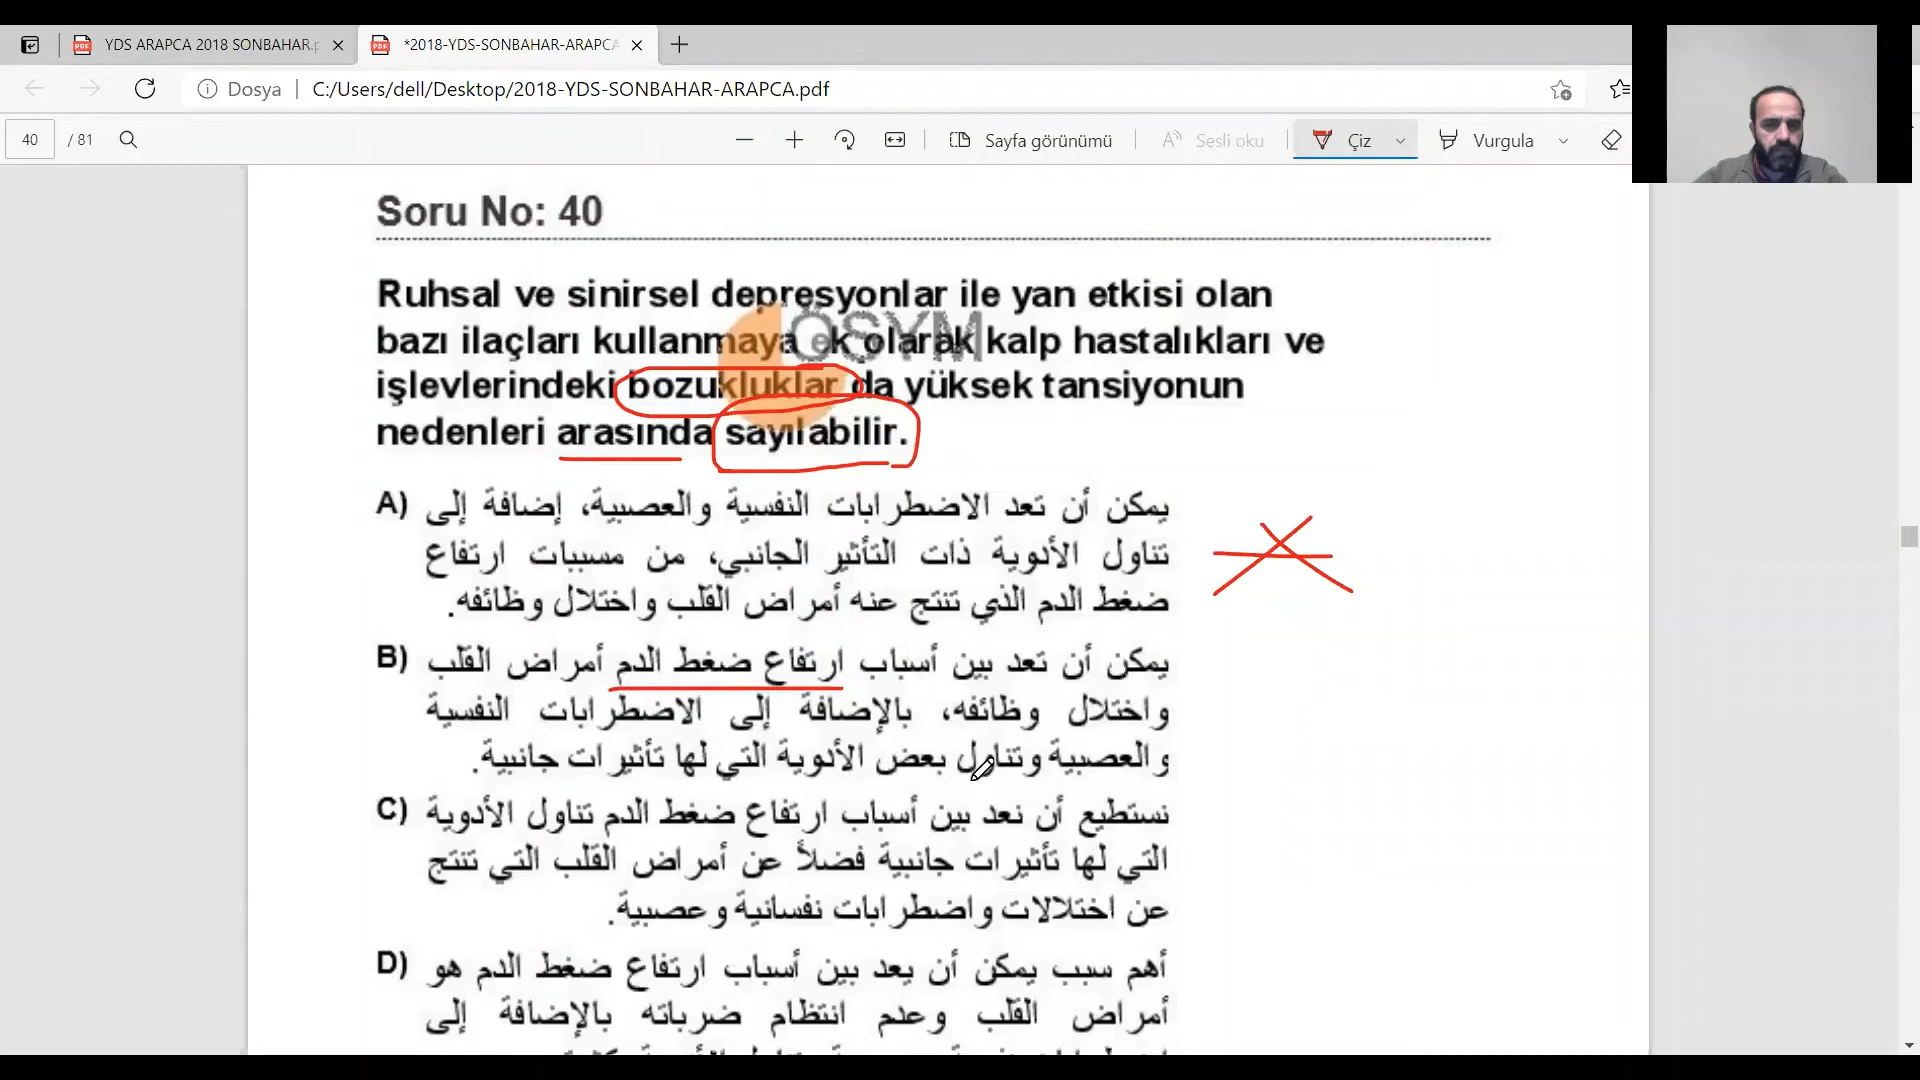 YDS ARAPCA 2018 SONBAHAR.p
*2018-YDS-SONBAHAR-ARAPCA
Dosya
C:/Users/dell/Desktop/2018-YDS-SONBAHAR-ARAPCA.pdf
40 / 81
Sayfa görünümü
Sesli oku
Çiz
Vurgula
Soru No: 40
ÖSYM
Ruhsal ve sinirsel depresyonlar ile yan etkisi olan
bazı ilaçları kullanmaya ek olarak kalp hastalıkları ve
işlevlerindeki bozukluklar da yüksek tansiyonun
nedenleri arasında sayılabilir.
A) يمكن أن تعد الاضطرابات النفسية والعصبية، إضافة إلى
تناول الأدوية ذات التأثير الجانبي، من مسببات ارتفاع
ضغط الدم الذي تنتج عنه أمراض القلب واختلال وظائفه.
B) يمكن أن تعد بين أسباب ارتفاع ضغط الدم أمراض القلب
واختلال وظائفه، بالإضافة إلى الاضطرابات النفسية
والعصبية وتناول بعض الأدوية التي لها تأثيرات جانبية.
C) نستطيع أن نعد بين أسباب ارتفاع ضغط الدم تناول الأدوية
التي لها تأثيرات جانبية فضلاً عن أمراض القلب التي تنتج
عن اختلالات واضطرابات نفسانية وعصبية.
D) أهم سبب يمكن أن يعد بين أسباب ارتفاع ضغط الدم هو
أمراض القلب وعدم انتظام ضرباته بالإضافة إلى